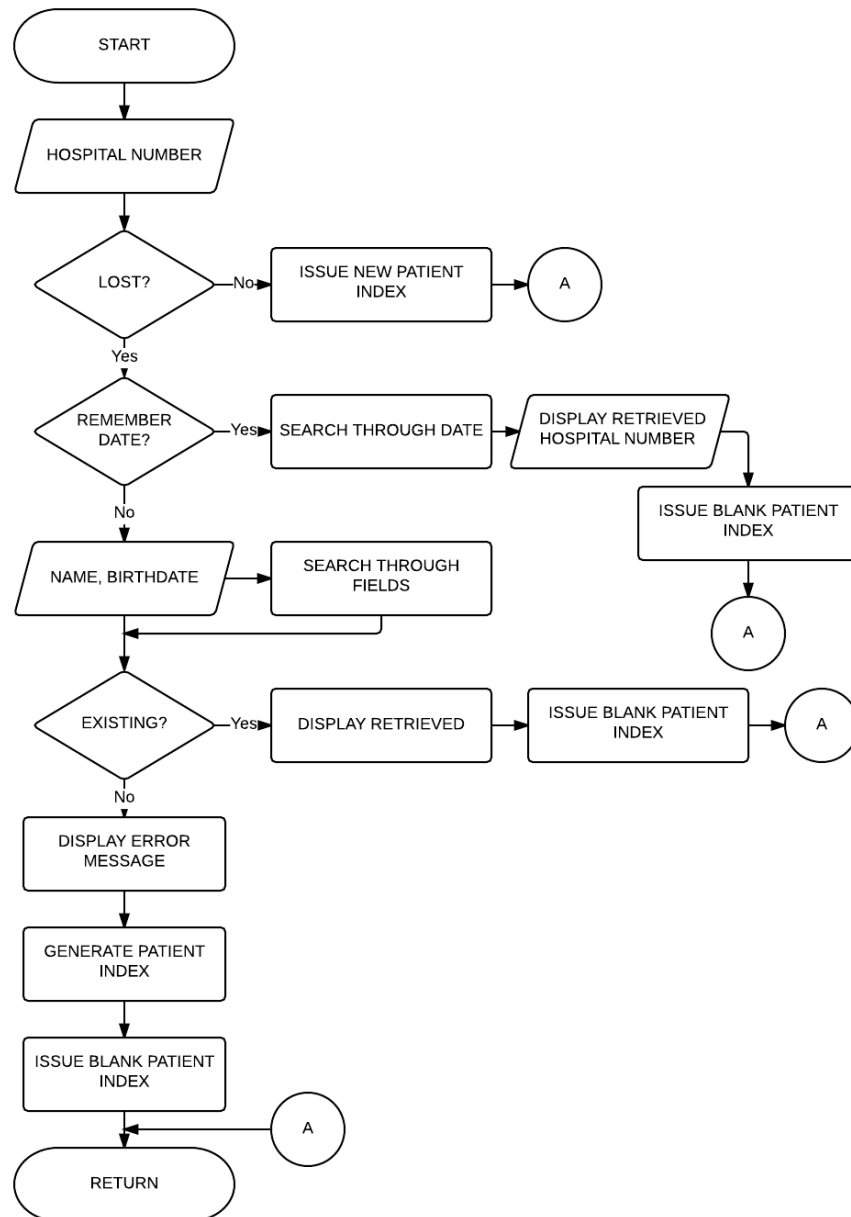 START
HOSPITAL NUMBER
LOST?
No
ISSUE NEW PATIENT
INDEX
A
Yes
REMEMBER
DATE?
Yes
SEARCH THROUGH DATE
DISPLAY RETRIEVED
HOSPITAL NUMBER
ISSUE BLANK PATIENT
INDEX
A
No
NAME, BIRTHDATE
SEARCH THROUGH
FIELDS
EXISTING?
Yes
DISPLAY RETRIEVED
ISSUE BLANK PATIENT
INDEX
A
No
DISPLAY ERROR
MESSAGE
GENERATE PATIENT
INDEX
ISSUE BLANK PATIENT
INDEX
A
RETURN